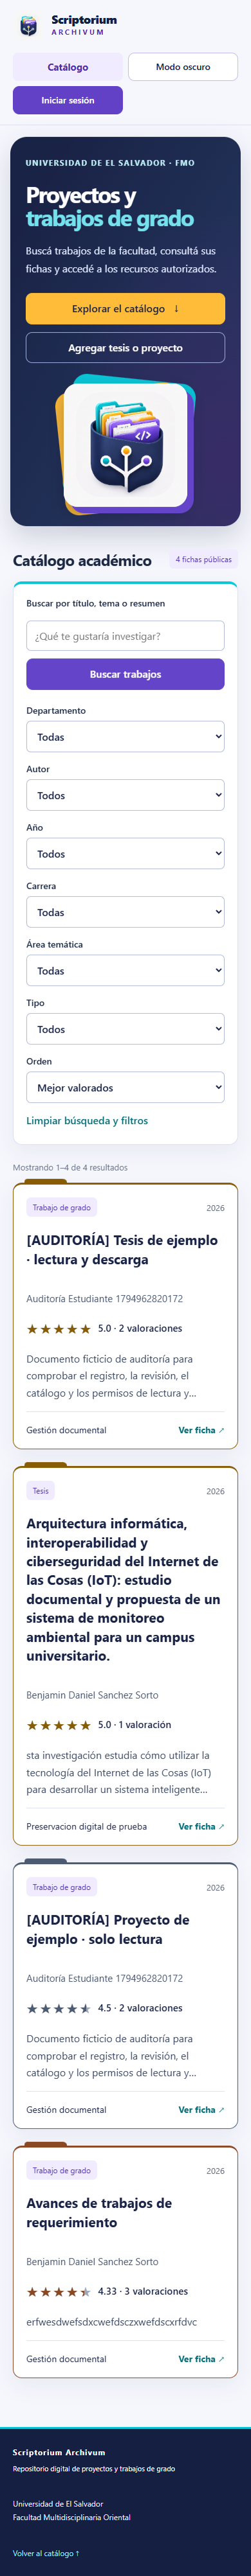 Scriptorium
ARCHIVUM
Catálogo
Modo oscuro
Iniciar sesión
UNIVERSIDAD DE EL SALVADOR · FMO
Proyectos y
trabajos de grado
Buscá trabajos de la facultad, consultá sus
fichas y accedé a los recursos autorizados.
Explorar el catálogo ↓
Agregar tesis o proyecto
Catálogo académico
4 fichas públicas
Buscar por título, tema o resumen
¿Qué te gustaría investigar?
Buscar trabajos
Departamento
Todas
Autor
Todos
Año
Todos
Carrera
Todas
Área temática
Todas
Tipo
Todos
Orden
Mejor valorados
Limpiar búsqueda y filtros
Mostrando 1–4 de 4 resultados
Trabajo de grado
2026
[AUDITORÍA] Tesis de ejemplo
· lectura y descarga
Auditoría Estudiante 1794962820172
★★★★★ 5.0 · 2 valoraciones
Documento ficticio de auditoría para
comprobar el registro, la revisión, el
catálogo y los permisos de lectura y...
Gestión documental
Ver ficha ↗
Tesis
2026
Arquitectura informática,
interoperabilidad y
ciberseguridad del Internet de
las Cosas (IoT): estudio
documental y propuesta de un
sistema de monitoreo
ambiental para un campus
universitario.
Benjamin Daniel Sanchez Sorto
★★★★★ 5.0 · 1 valoración
sta investigación estudia cómo utilizar la
tecnología del Internet de las Cosas (IoT)
para desarrollar un sistema inteligente...
Preservacion digital de prueba
Ver ficha ↗
Trabajo de grado
2026
[AUDITORÍA] Proyecto de
ejemplo · solo lectura
Auditoría Estudiante 1794962820172
★★★★★ 4.5 · 2 valoraciones
Documento ficticio de auditoría para
comprobar el registro, la revisión, el
catálogo y los permisos de lectura y...
Gestión documental
Ver ficha ↗
Trabajo de grado
2026
Avances de trabajos de
requerimiento
Benjamin Daniel Sanchez Sorto
★★★★★ 4.33 · 3 valoraciones
erfwesdwefsdxcwefdsczxwefdscxrfdvc
Gestión documental
Ver ficha ↗
Scriptorium Archivum
Repositorio digital de proyectos y trabajos de grado
Universidad de El Salvador
Facultad Multidisciplinaria Oriental
Volver al catálogo ↑